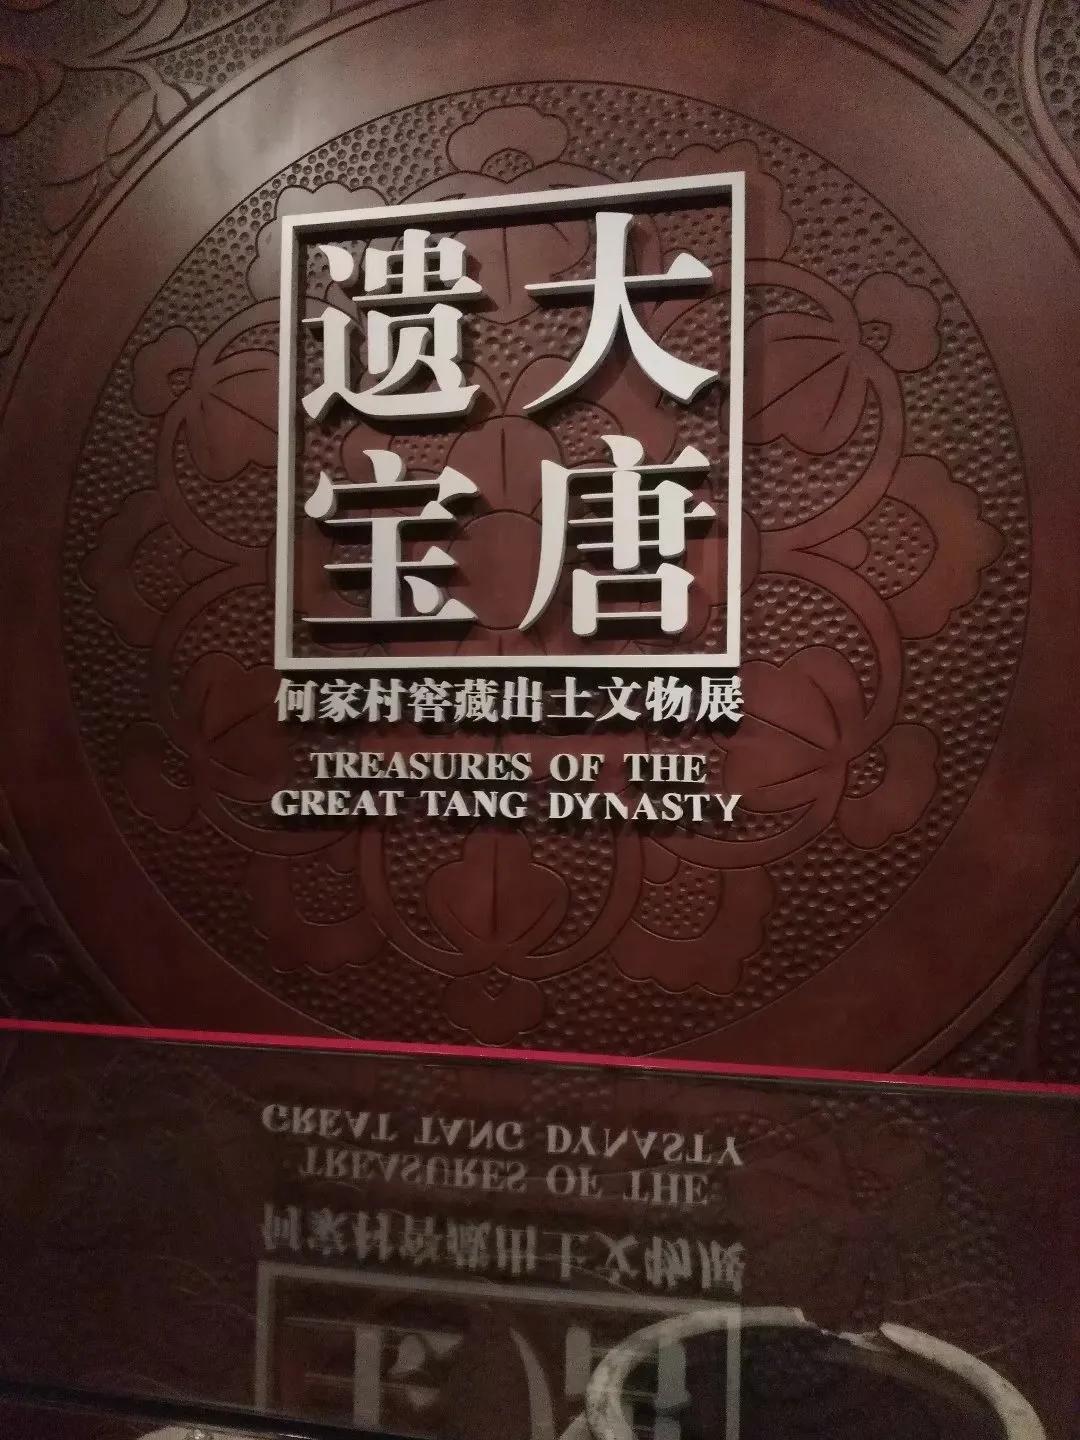 大唐
遗宝
何家村窖藏出土文物展
TREASURES OF THE
GREAT TANG DYNASTY